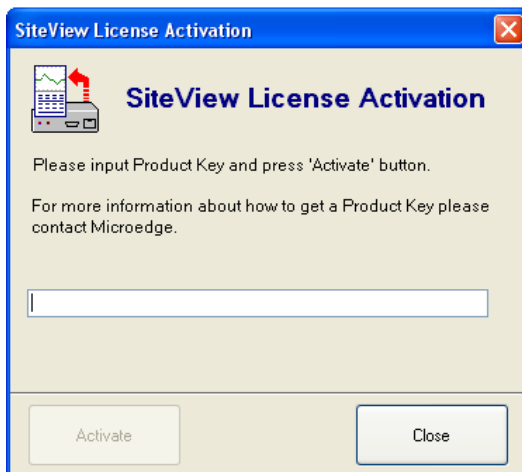 SiteView License Activation
SiteView License Activation
Please input Product Key and press 'Activate' button.
For more information about how to get a Product Key please
contact Microedge.
Activate
Close